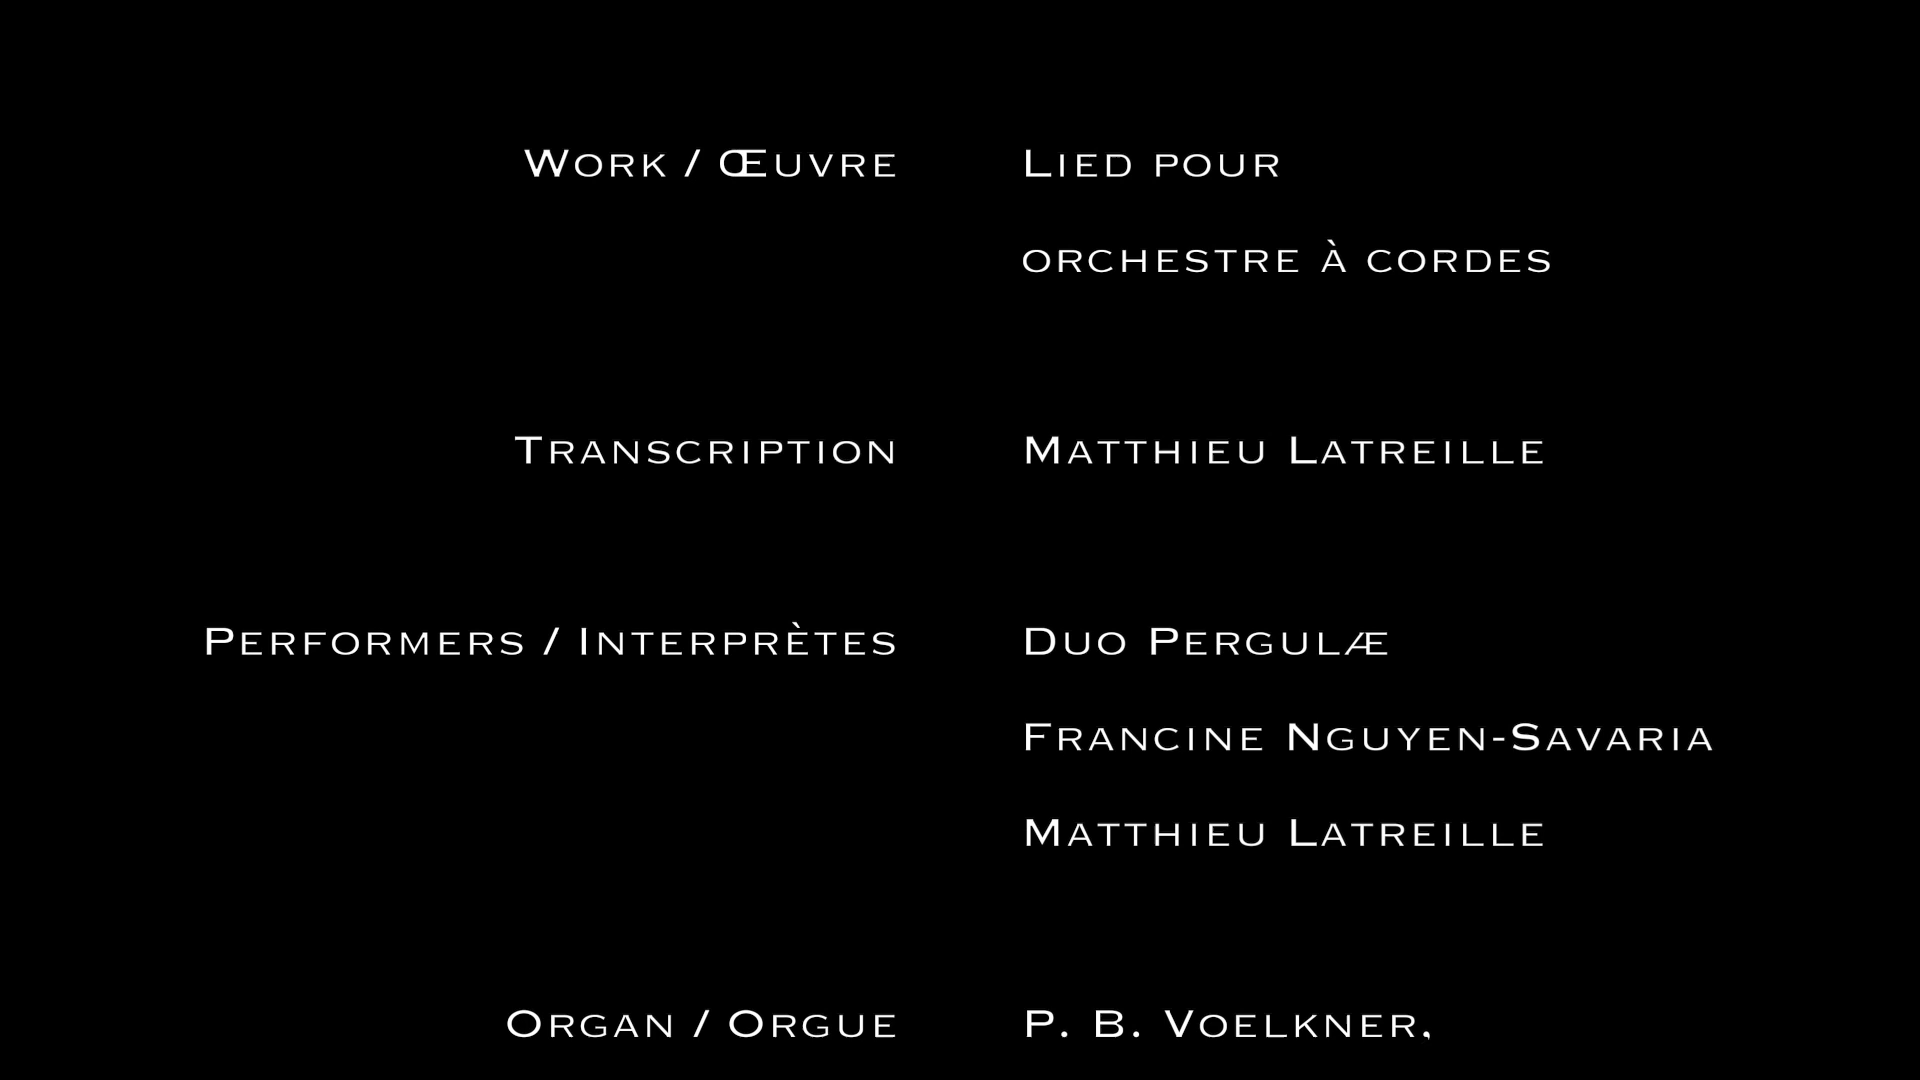 Work / Œuvre Lied pour
orchestre à cordes
Transcription Matthieu Latreille
Performers / Interprètes Duo Pergulæ
Francine Nguyen-Savaria
Matthieu Latreille
Organ / Orgue P. B. Voelkner,